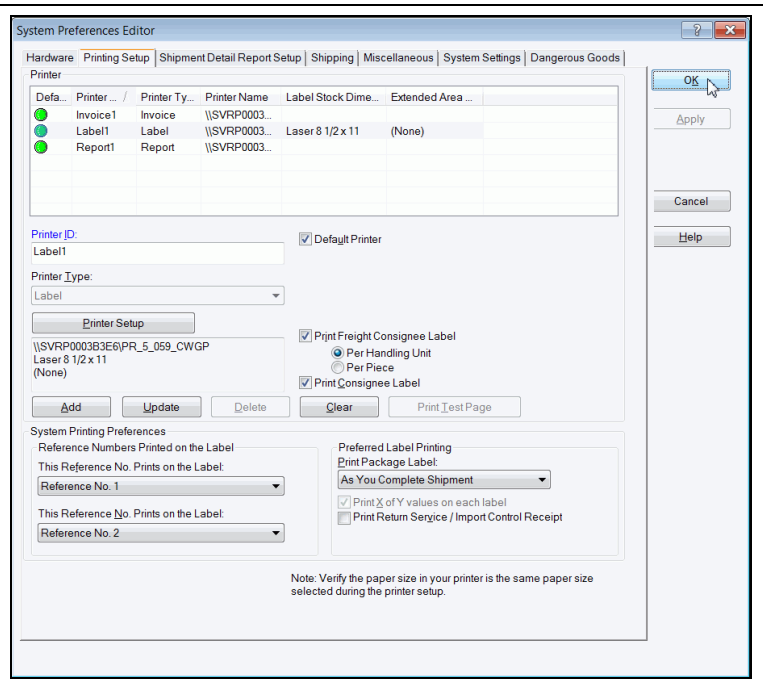 System Preferences Editor
?
Hardware Printing Setup Shipment Detail Report Setup Shipping Miscellaneous System Settings Dangerous Goods
Printer
Defa... Printer ... / Printer Ty... Printer Name Label Stock Dime... Extended Area ...
Invoice1 Invoice \\SVRP0003...
Label1 Label \\SVRP0003... Laser 8 1/2 x 11 (None)
Report1 Report \\SVRP0003...
OK
Apply
Cancel
Help
Printer ID:
Label1
Default Printer
Printer Type:
Label
Printer Setup
\\SVRP0003B3E6\PR_5_059_CWGP
Laser 8 1/2 x 11
(None)
Print Freight Consignee Label
Per Handling Unit
Per Piece
Print Consignee Label
Add Update Delete Clear Print Test Page
System Printing Preferences
Reference Numbers Printed on the Label
This Reference No. Prints on the Label:
Reference No. 1
This Reference No. Prints on the Label:
Reference No. 2
Preferred Label Printing
Print Package Label:
As You Complete Shipment
Print X of Y values on each label
Print Return Service / Import Control Receipt
Note: Verify the paper size in your printer is the same paper size
selected during the printer setup.